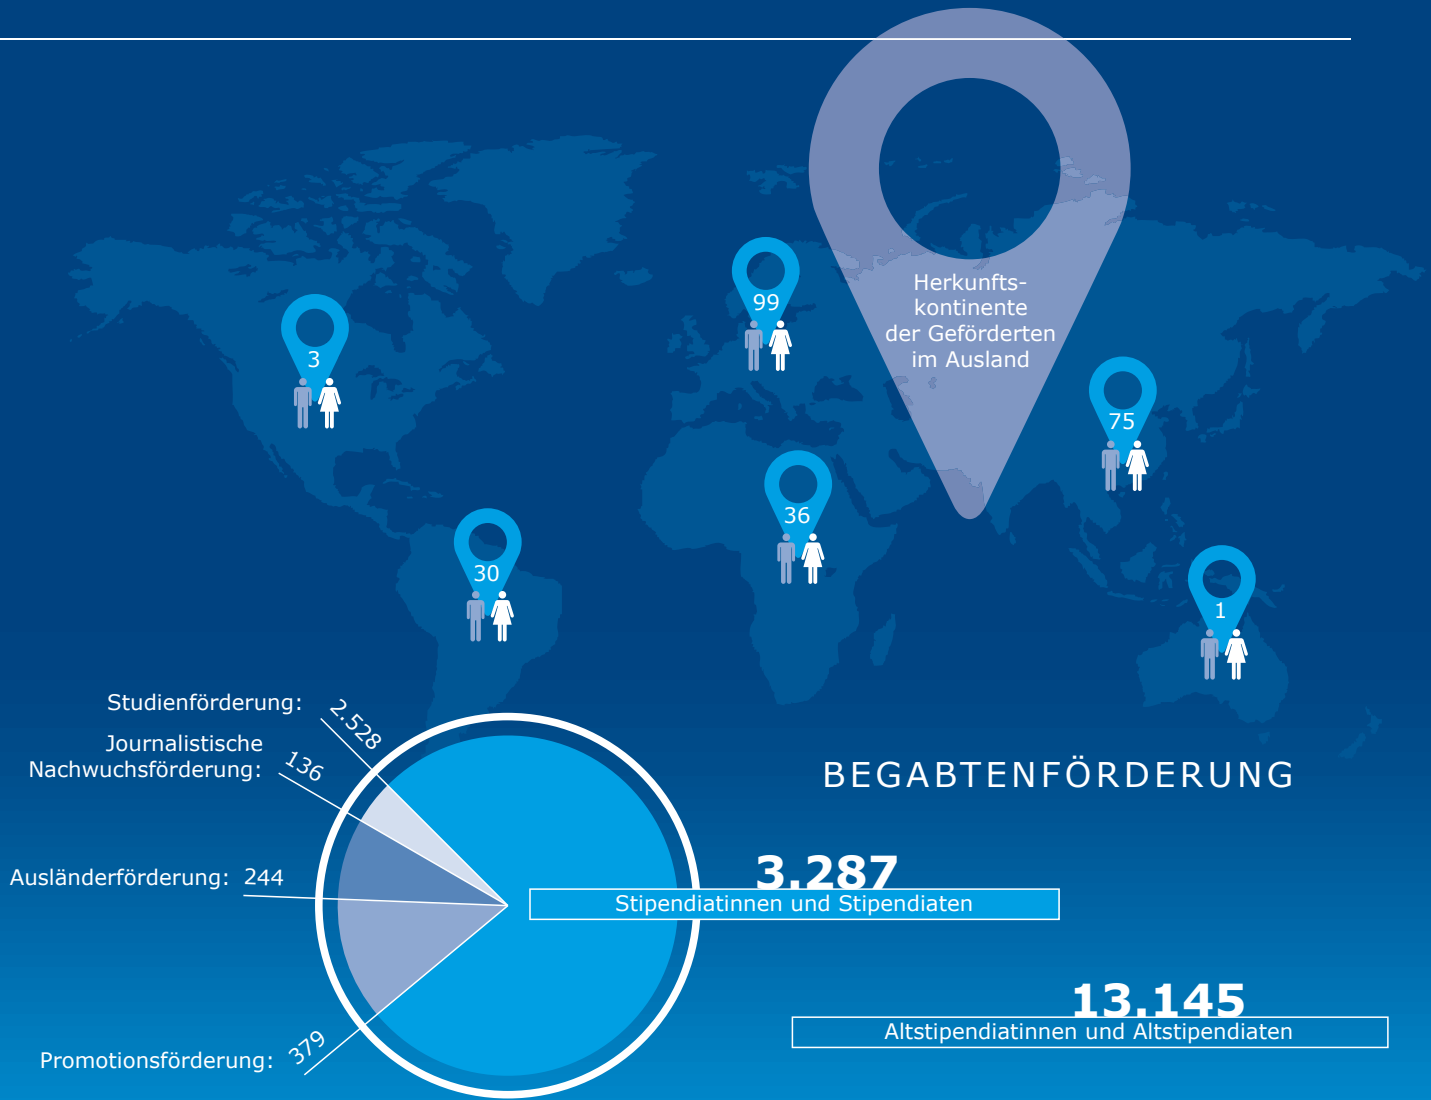 Herkunfts-
kontinente
der Geförderten
im Ausland
99
3
75
36
30
1
Studienförderung: 2.528
Journalistische
Nachwuchsförderung: 136
Ausländerförderung: 244
Promotionsförderung: 379
BEGABTENFÖRDERUNG
3.287
Stipendiatinnen und Stipendiaten
13.145
Altstipendiatinnen und Altstipendiaten